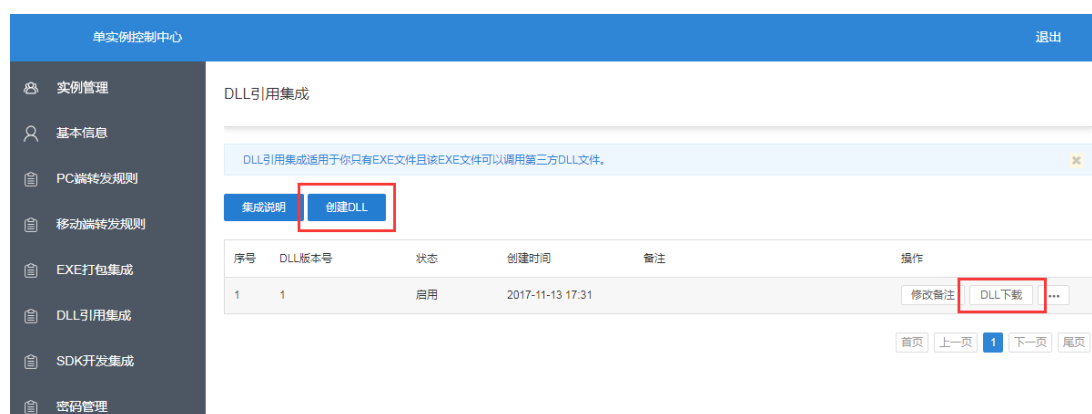 单实例控制中心 退出
实例管理
基本信息
PC端转发规则
移动端转发规则
EXE打包集成
DLL引用集成
SDK开发集成
密码管理
DLL引用集成
DLL引用集成适用于你只有EXE文件且该EXE文件可以调用第三方DLL文件。
集成说明 创建DLL
序号 DLL版本号 状态 创建时间 备注 操作
1 1 启用 2017-11-13 17:31 修改备注 DLL下载 •••
首页 上一页 1 下一页 尾页